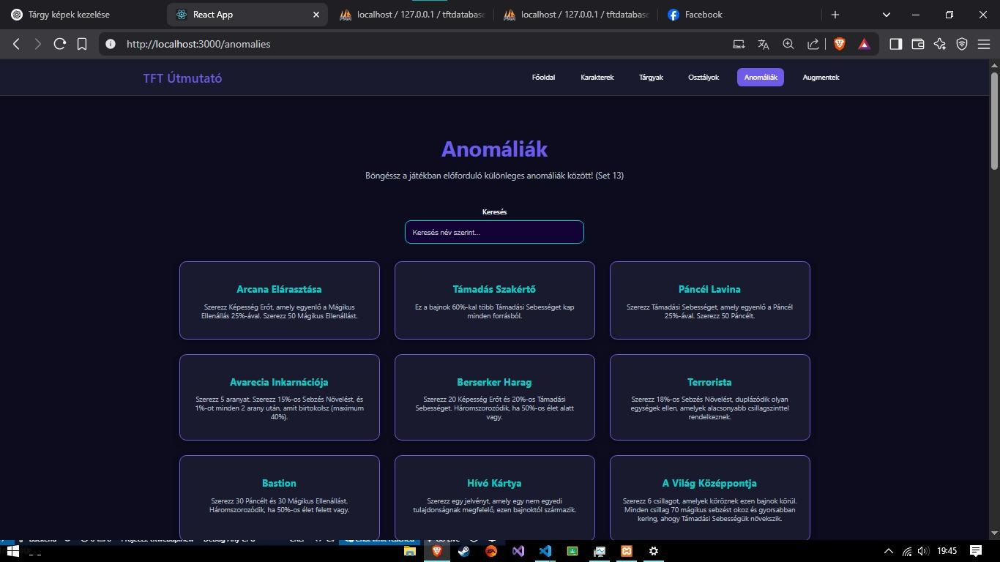 Tárgy képek kezelése
React App
localhost / 127.0.0.1 / tftdatabase
localhost / 127.0.0.1 / tftdatabase
Facebook
http://localhost:3000/anomalies
TFT Útmutató
Főoldal
Karakterek
Tárgyak
Osztályok
Anomáliák
Augmentek
Anomáliák
Böngéssz a játékban előforduló különleges anomáliák között! (Set 13)
Keresés
Keresés név szerint...
Arcana Elárasztása
Szerezz Képesség Erőt, amely egyenlő a Mágikus
Ellenállás 25%-ával. Szerezz 50 Mágikus Ellenállást.
Támadás Szakértő
Ez a bajnok 60%-kal több Támadási Sebességet kap
minden forrásból.
Páncél Lavina
Szerezz Támadási Sebességet, amely egyenlő a Páncél
25%-ával. Szerezz 50 Páncélt.
Avarecia Inkarnációja
Szerezz 5 aranyat. Szerezz 15%-os Sebzés Növelést, és
1%-ot minden 2 arany után, amit birtokolsz (maximum
40%).
Berserker Harag
Szerezz 20 Képesség Erőt és 20%-os Támadási
Sebességet. Háromszorozódik, ha 50%-os élet alatt
vagy.
Terrorista
Szerezz 18%-os Sebzés Növelést, duplázódik olyan
egységek ellen, amelyek alacsonyabb csillagszinttel
rendelkeznek.
Bastion
Szerezz 30 Páncélt és 30 Mágikus Ellenállást.
Háromszorozódik, ha 50%-os élet felett vagy.
Hívó Kártya
Szerezz egy jelvényt, amely egy nem egyedi
tulajdonságnak megfelelő, ezen bajnoktól származik.
A Világ Középpontja
Szerezz 6 csillagot, amelyek köröznek ezen bajnok körül.
Minden csillag 70 mágikus sebzést okoz és gyorsabban
kering, ahogy Támadási Sebességük növekszik.
19:45